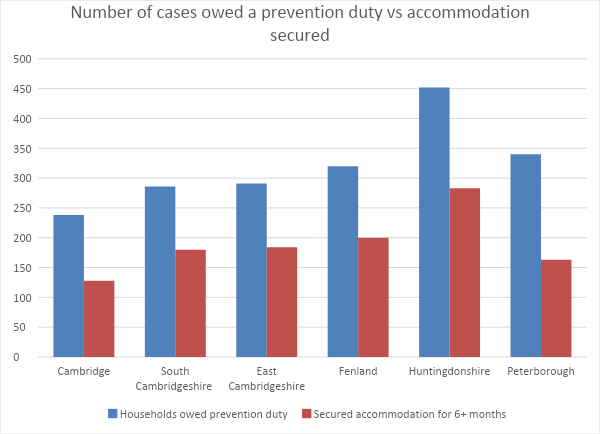 Number of cases owed a prevention duty vs accommodation
secured
500
450
400
350
300
250
200
150
100
50
0
Cambridge
South
Cambridgeshire
East
Cambridgeshire
Fenland
Huntingdonshire
Peterborough
Households owed prevention duty
Secured accommodation for 6+ months